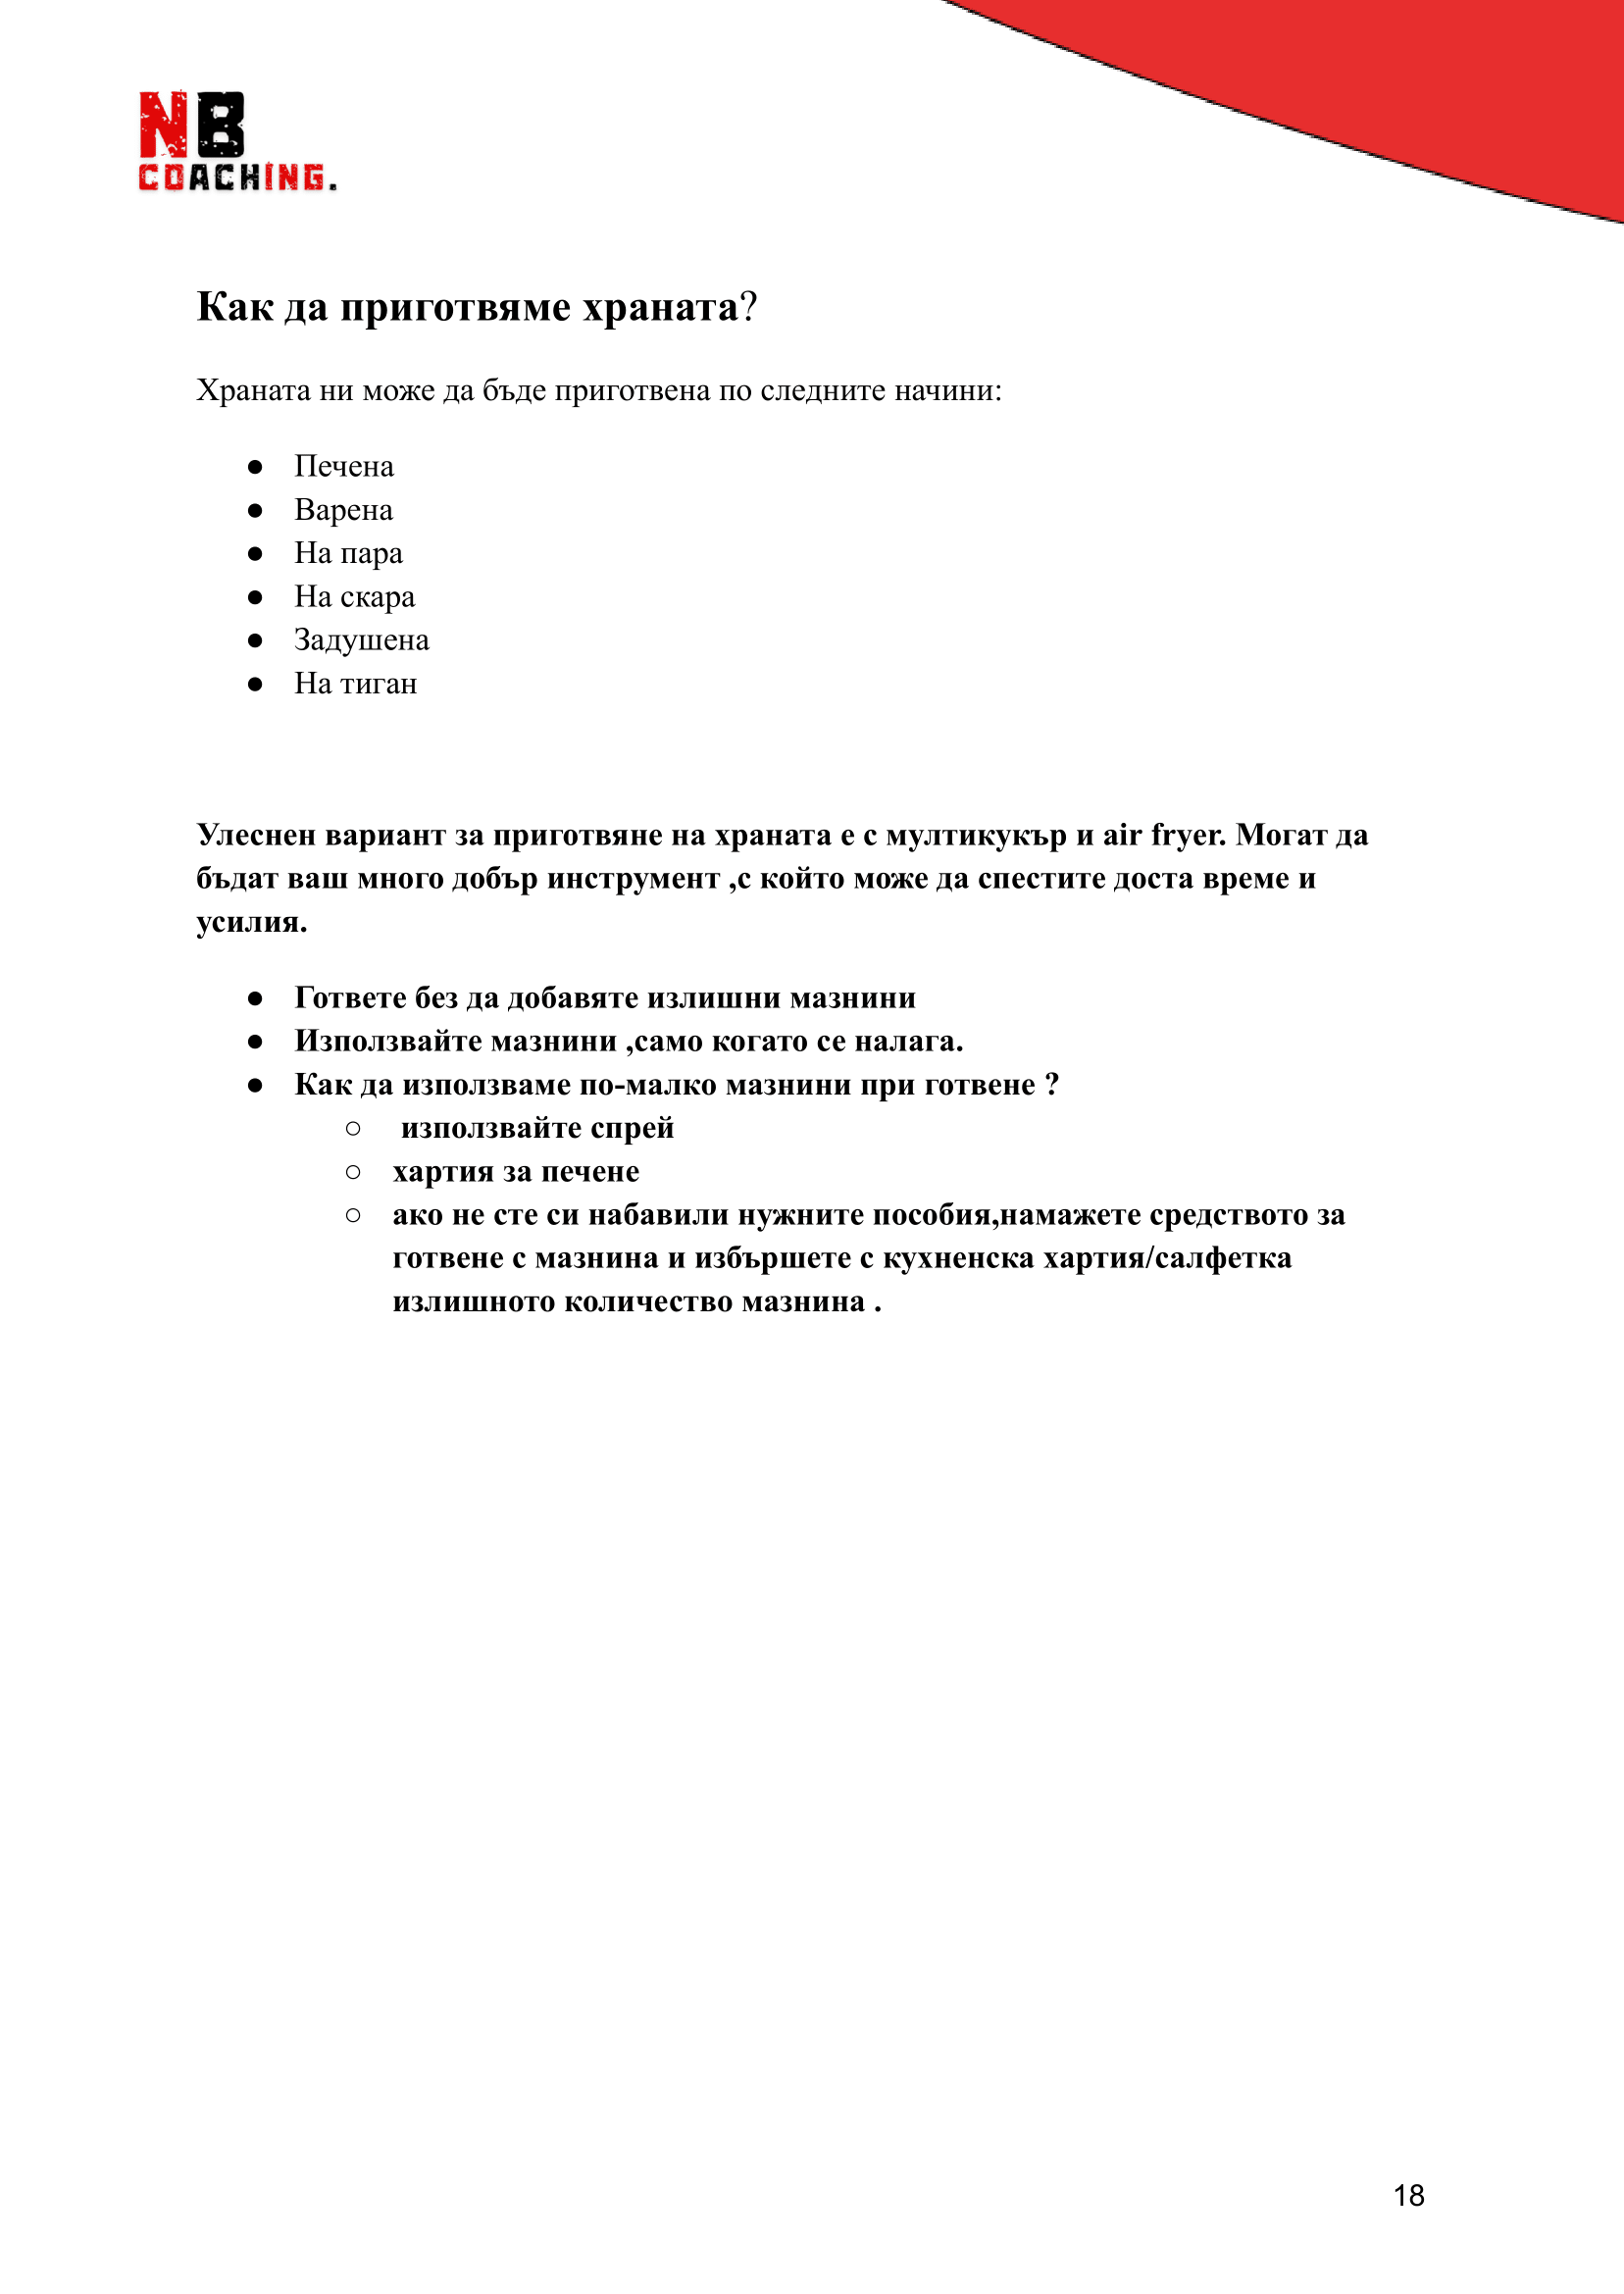 NB
COACHING.
Как да приготвяме храната?
Храната ни може да бъде приготвена по следните начини:
● Печена
● Варена
● На пара
● На скара
● Задушена
● На тиган
Улеснен вариант за приготвяне на храната е с мултикукър и air fryer. Могат да
бъдат ваш много добър инструмент ,с който може да спестите доста време и
усилия.
● Гответе без да добавяте излишни мазнини
● Използвайте мазнини ,само когато се налага.
● Как да използваме по-малко мазнини при готвене ?
○ използвайте спрей
○ хартия за печене
○ ако не сте си набавили нужните пособия,намажете средството за
готвене с мазнина и избършете с кухненска хартия/салфетка
излишното количество мазнина .
18